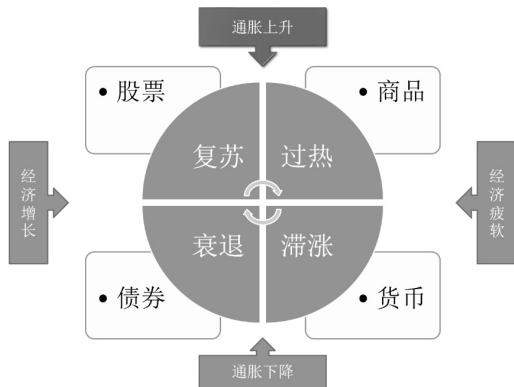 通胀上升
• 股票
• 商品
复苏
过热
经济增长
经济疲软
衰退
滞涨
• 债券
• 货币
通胀下降